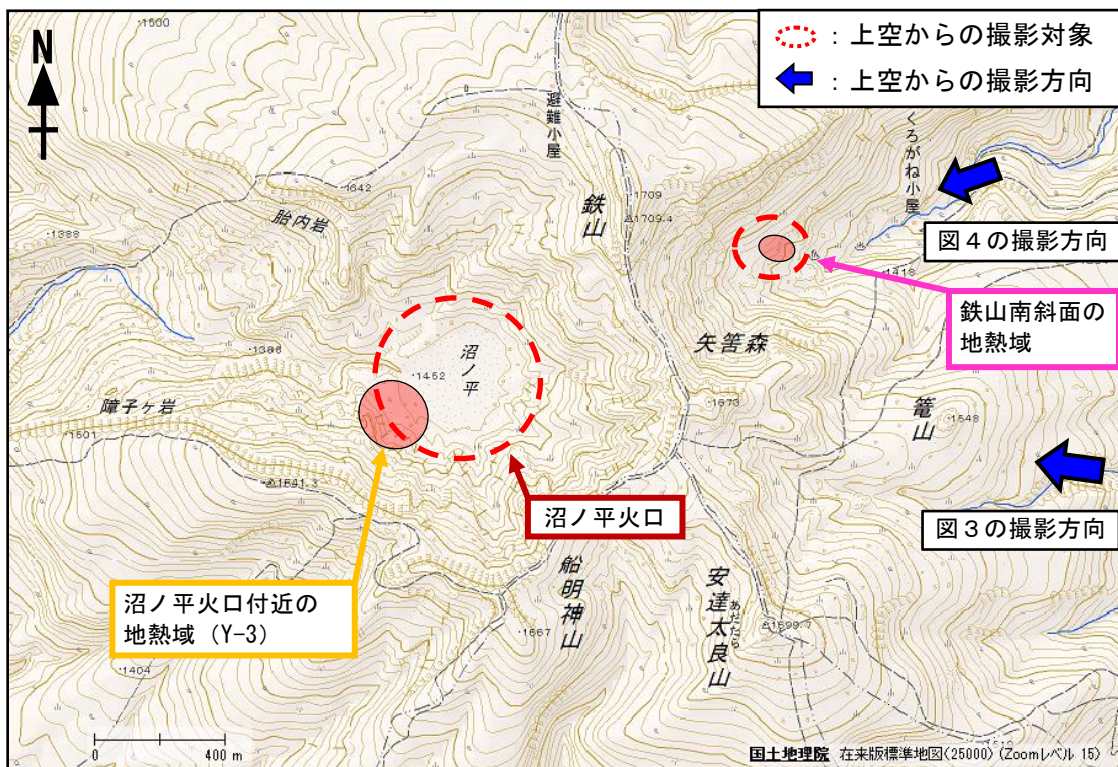 ・1500
N
：上空からの撮影対象
：上空からの撮影方向
避難小屋
くろがね小屋
・1642
・1709
△1709.4
鉄山
胎内岩
・1388
図４の撮影方向
・1418
鉄山南斜面の
地熱域
矢筈森
・1388
沼ノ平
・1452
・1673
篭山
・1548
障子ヶ岩
・1501
△1641.3
沼ノ平火口
図３の撮影方向
沼ノ平火口付近の
地熱域（Y-3）
船明神山
安達太良山
あだたら
△1699.7
・1667
・1404
0
400 m
国土地理院 在来版標準地図(25000) (Zoomレベル 15)